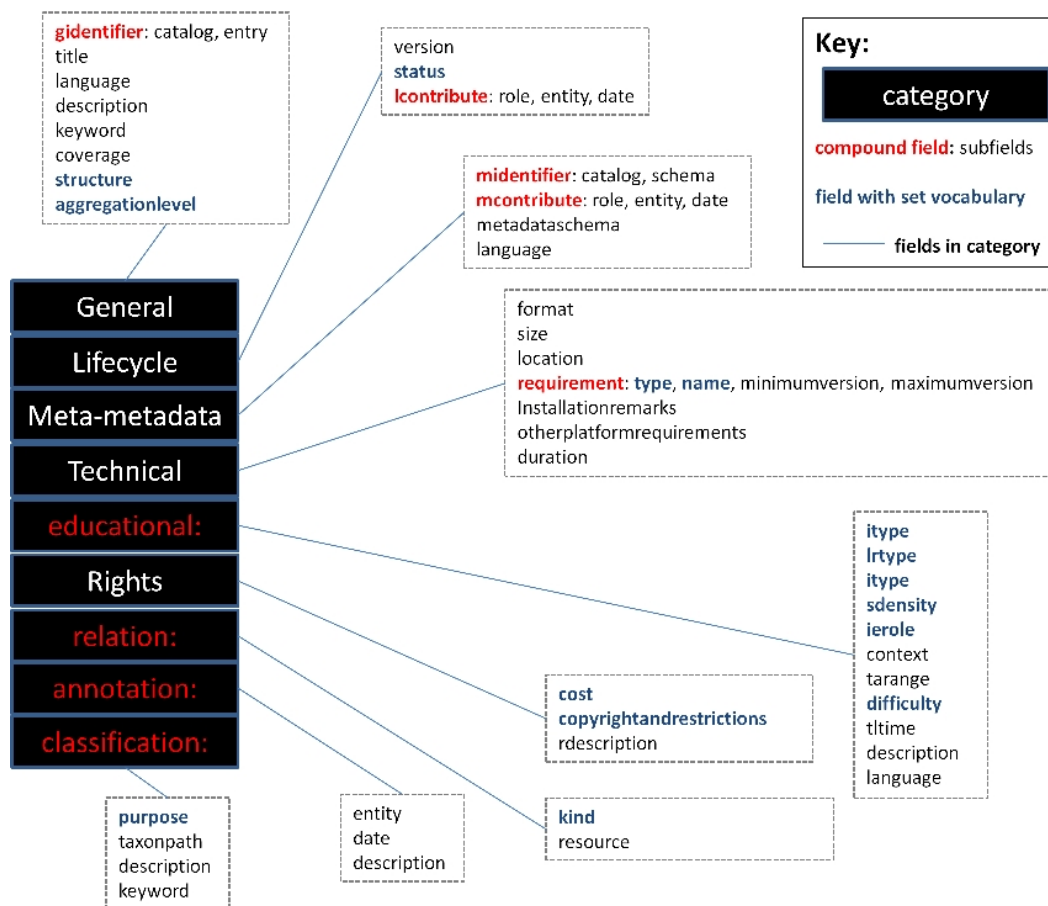 gidentifier: catalog, entry
title
language
description
keyword
coverage
structure
aggregationlevel
version
status
lcontribute: role, entity, date
Key:
category
compound field: subfields
field with set vocabulary
fields in category
midentifier: catalog, schema
mcontribute: role, entity, date
metadataschema
language
General
Lifecycle
Meta-metadata
Technical
educational:
Rights
relation:
annotation:
classification:
format
size
location
requirement: type, name, minimumversion, maximumversion
Installationremarks
otherplatformrequirements
duration
itype
lrtype
itype
sdensity
ierole
context
tarange
difficulty
tltime
description
language
cost
copyrightandrestrictions
rdescription
kind
resource
entity
date
description
purpose
taxonpath
description
keyword